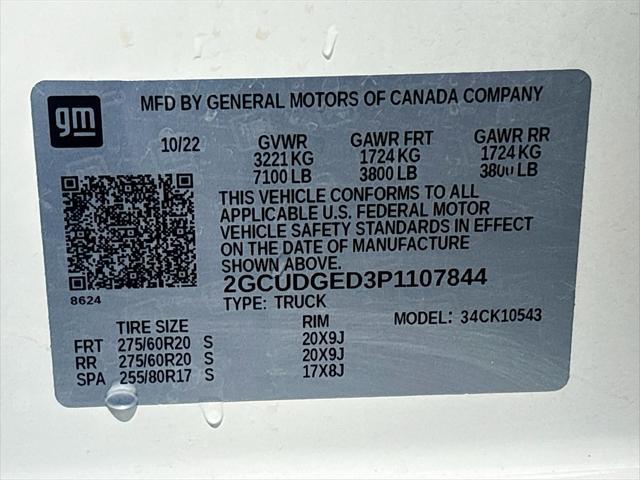 gm
MFD BY GENERAL MOTORS OF CANADA COMPANY
10/22 GVWR GAWR FRT GAWR RR
3221 KG 1724 KG 1724 KG
7100 LB 3800 LB 3800 LB
THIS VEHICLE CONFORMS TO ALL
APPLICABLE U.S. FEDERAL MOTOR
VEHICLE SAFETY STANDARDS IN EFFECT
ON THE DATE OF MANUFACTURE
SHOWN ABOVE.
8624
2GCUDGED3P1107844
TYPE: TRUCK
TIRE SIZE RIM MODEL: 34CK10543
FRT 275/60R20 S 20X9J
RR 275/60R20 S 20X9J
SPA 255/80R17 S 17X8J